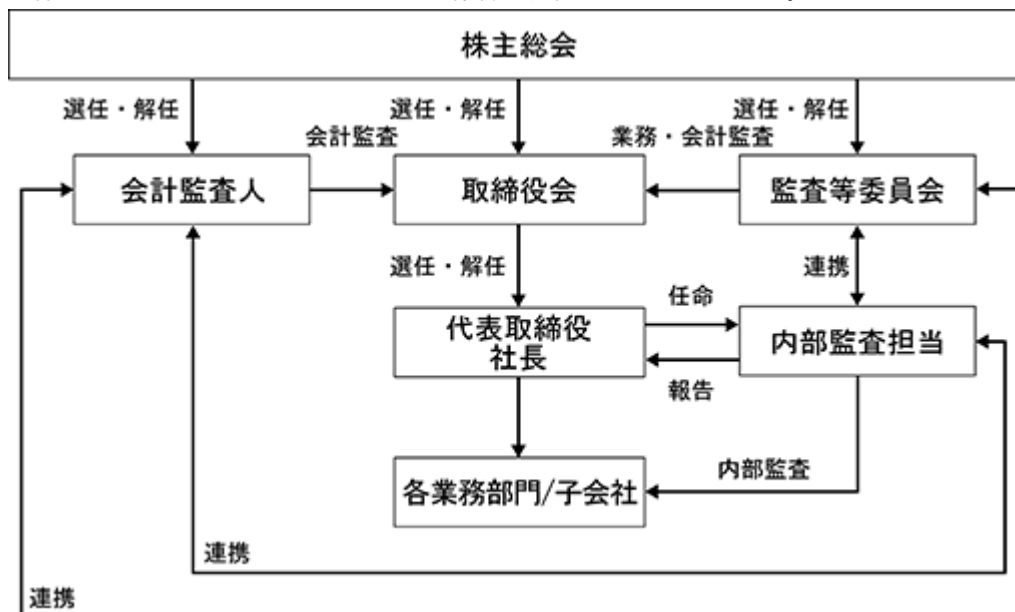 株主総会
選任・解任
選任・解任
選任・解任
会計監査
業務・会計監査
会計監査人
取締役会
監査等委員会
選任・解任
連携
任命
代表取締役
社長
内部監査担当
報告
各業務部門/子会社
内部監査
連携
連携